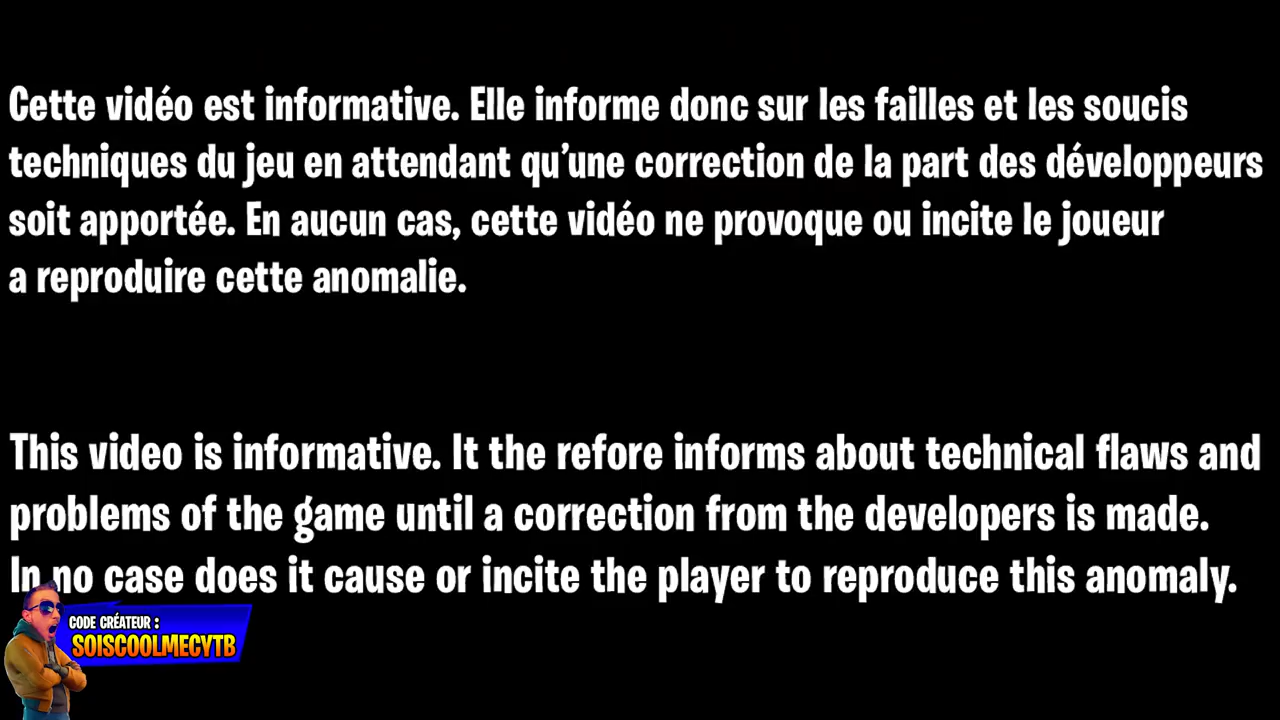 Cette vidéo est informative. Elle informe donc sur les failles et les soucis
techniques du jeu en attendant qu’une correction de la part des développeurs
soit apportée. En aucun cas, cette vidéo ne provoque ou incite le joueur
a reproduire cette anomalie.
This video is informative. It the refore informs about technical flaws and
problems of the game until a correction from the developers is made.
In no case does it cause or incite the player to reproduce this anomaly.
CODE CRÉATEUR :
SOISCOOLMECYTB